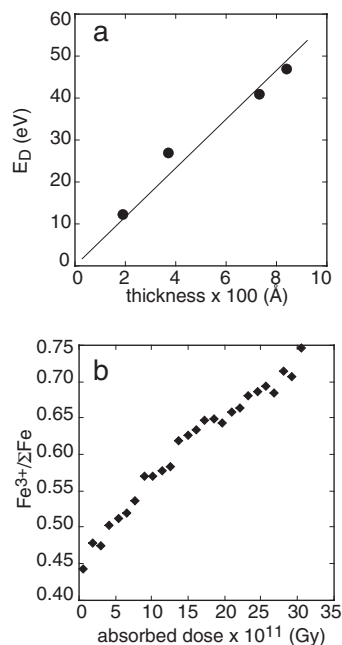 a
60
50
40
30
20
10
0
E_D (eV)
0 2 4 6 8 10
thickness x 100 (Å)
b
0.75
0.70
0.65
0.60
0.55
0.50
0.45
0.40
Fe³⁺/ΣFe
0 5 10 15 20 25 30 35
absorbed dose x 10¹¹ (Gy)